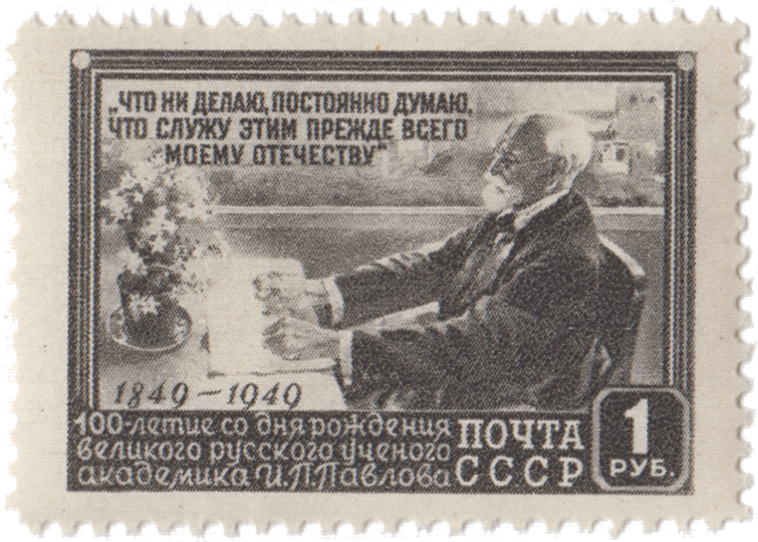 „ЧТО НИ ДЕЛАЮ, ПОСТОЯННО ДУМАЮ,
ЧТО СЛУЖУ ЭТИМ ПРЕЖДЕ ВСЕГО
МОЕМУ ОТЕЧЕСТВУ"
1849-1949
100-летие со дня рождения
великого русского ученого
академика И.П.Павлова
ПОЧТА
СССР
1
РУБ.